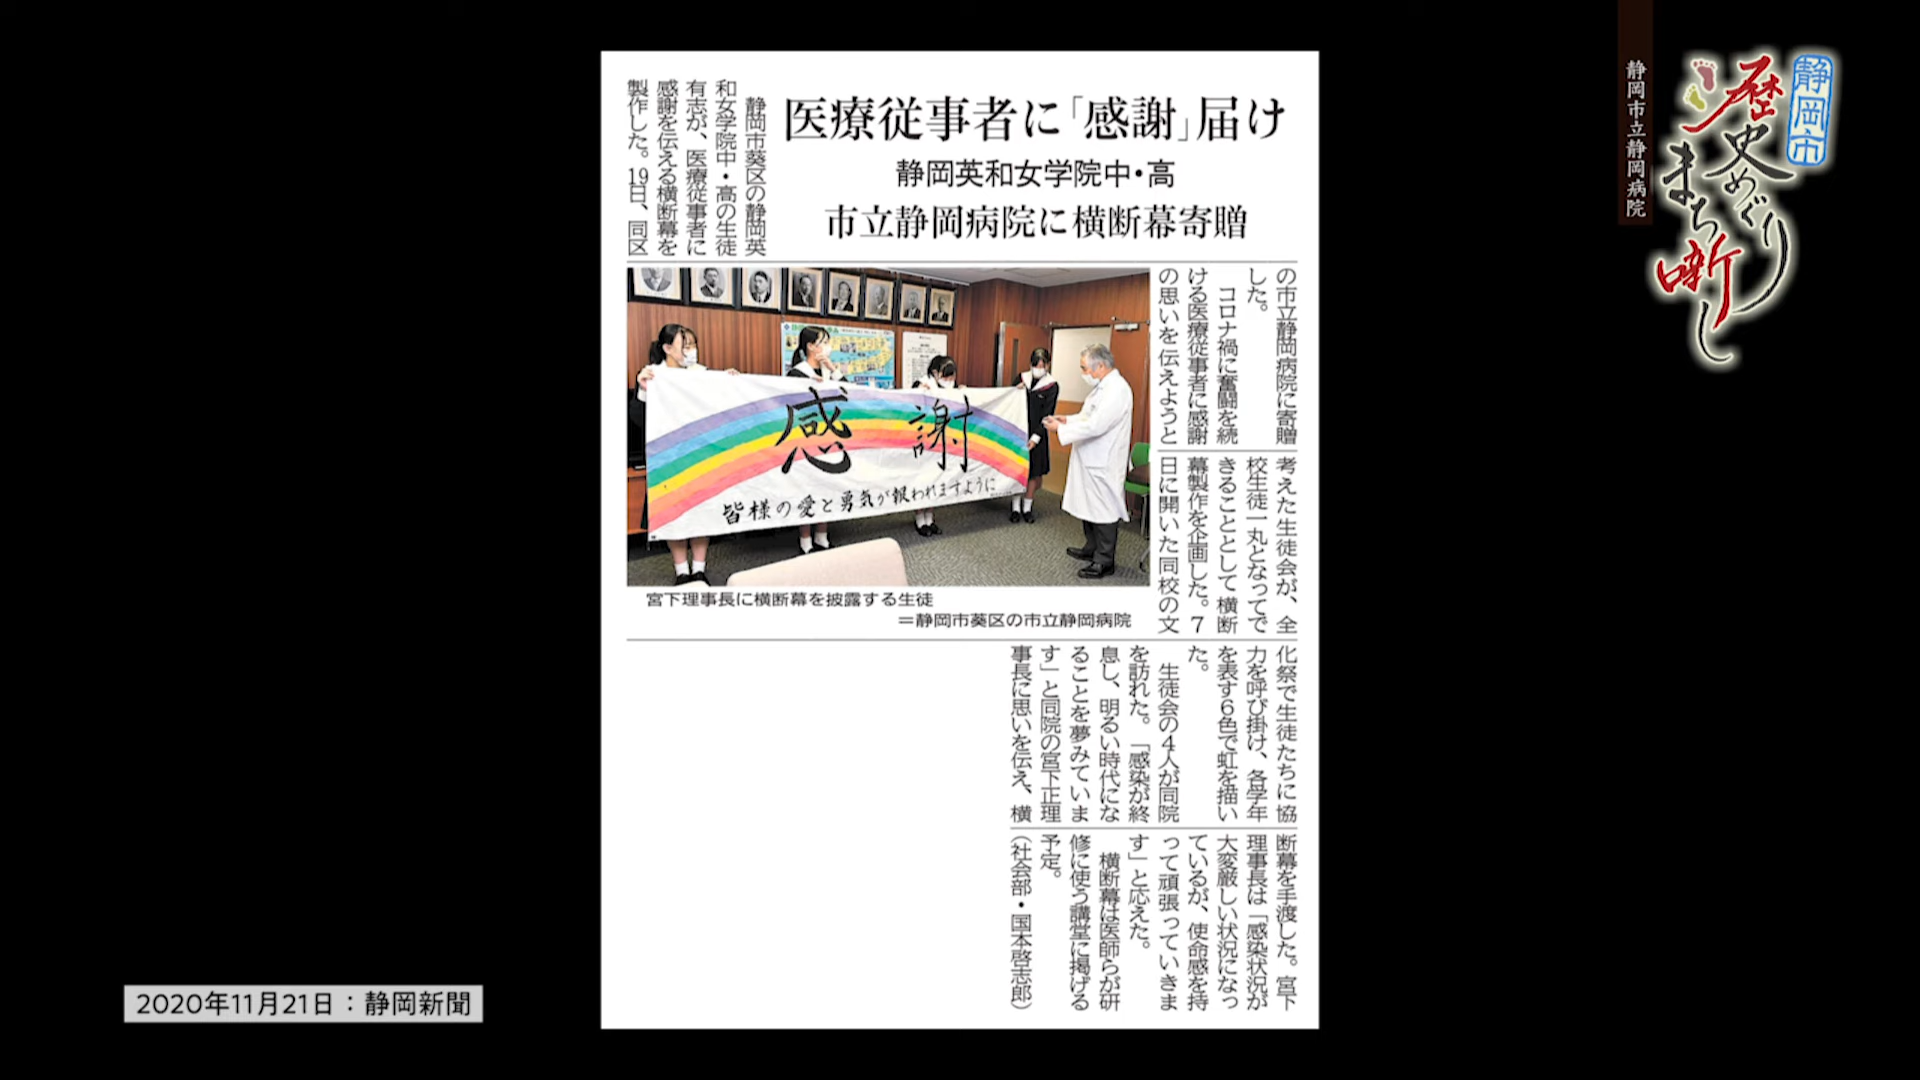 医療従事者に「感謝」届け
静岡英和女学院中・高
市立静岡病院に横断幕寄贈
静岡市葵区の静岡英
和女学院中・高の生徒
有志が、医療従事者に
感謝を伝える横断幕を
製作した。19日、同区
の市立静岡病院に寄贈
した。
コロナ禍に奮闘を続
ける医療従事者に感謝
の思いを伝えようと
考えた生徒会が、全
校生徒一丸となってで
きることとして横断
幕製作を企画した。7
日に開いた同校の文
化祭で生徒たちに協
力を呼び掛け、各学年
を表す6色で虹を描い
た。
生徒会の4人が同院
を訪れた。「感染が終
息し、明るい時代にな
ることを夢みていま
す」と同院の宮下正理
事長に思いを伝え、横
断幕を手渡した。宮下
理事長は「感染状況が
大変厳しい状況になっ
ているが、使命感を持
って頑張っていきま
す」と応えた。
横断幕は医師らが研
修に使う講堂に掲げる
予定。
（社会部・国本啓志郎）
感謝
皆様の愛と勇気が報われますように
宮下理事長に横断幕を披露する生徒
＝静岡市葵区の市立静岡病院
2020年11月21日：静岡新聞
静岡市
歴史めぐり
まち噺し
静岡市立静岡病院